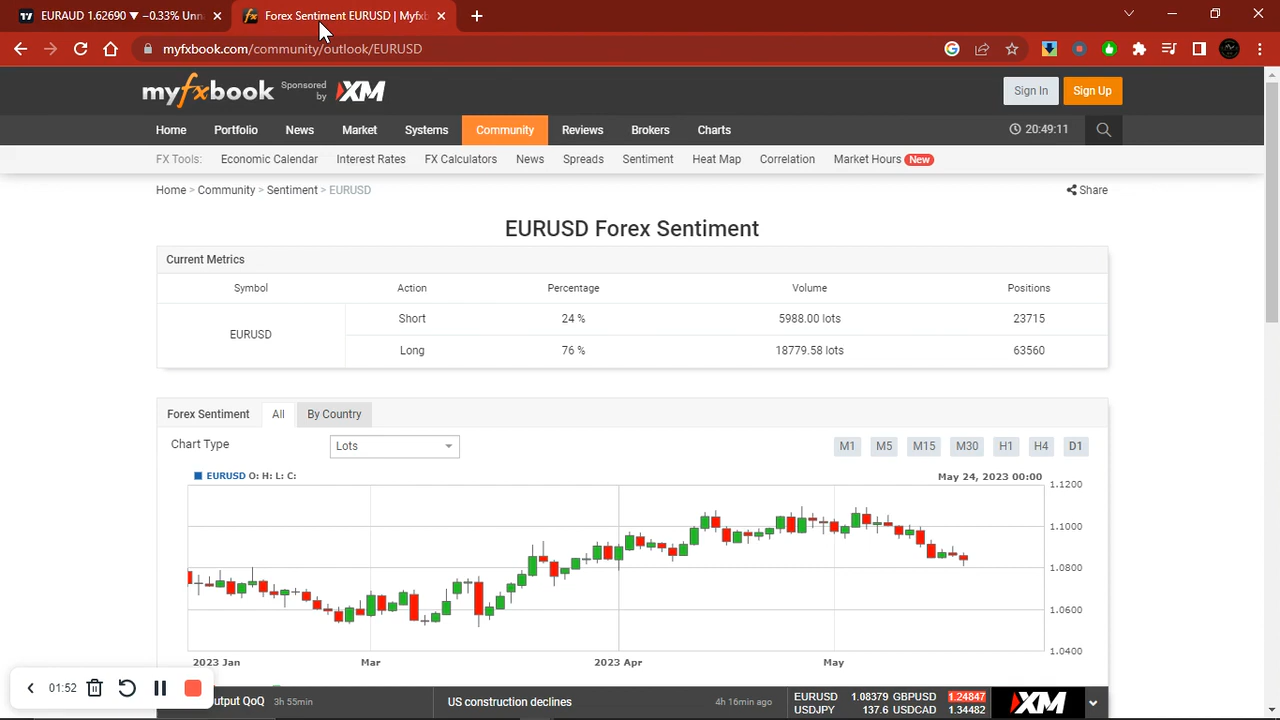 EURAUD 1.62690 ▼ −0.33% Unn
Forex Sentiment EURUSD | Myfxb
myfxbook.com/community/outlook/EURUSD
myfxbook Sponsored by XM
Sign In Sign Up
Home Portfolio News Market Systems Community Reviews Brokers Charts 20:49:11
FX Tools: Economic Calendar Interest Rates FX Calculators News Spreads Sentiment Heat Map Correlation Market Hours New
Home > Community > Sentiment > EURUSD Share
EURUSD Forex Sentiment
Current Metrics
Symbol Action Percentage Volume Positions
EURUSD
Short 24 % 5988.00 lots 23715
Long 76 % 18779.58 lots 63560
Forex Sentiment All By Country
Chart Type Lots M1 M5 M15 M30 H1 H4 D1
EURUSD O: H: L: C: May 24, 2023 00:00
1.1200
1.1000
1.0800
1.0600
1.0400
2023 Jan Mar 2023 Apr May
01:52
utput QoQ 3h 55min US construction declines 4h 16min ago
EURUSD 1.08379 GBPUSD 1.24847
USDJPY 137.6 USDCAD 1.34482
XM